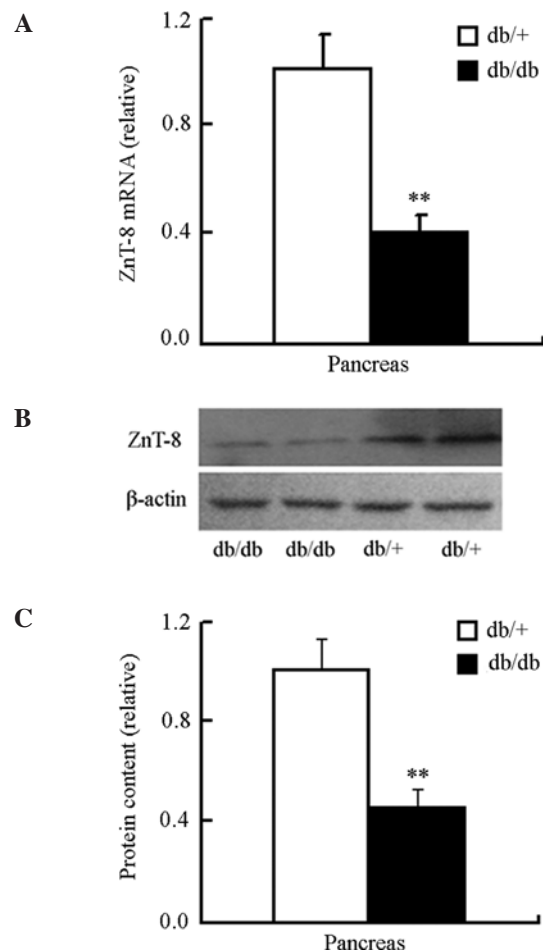 A
ZnT-8 mRNA (relative)
1.2
0.8
0.4
0.0
db/+
db/db
**
Pancreas
B
ZnT-8
β-actin
db/db db/db db/+ db/+
C
Protein content (relative)
1.2
0.8
0.4
0.0
db/+
db/db
**
Pancreas